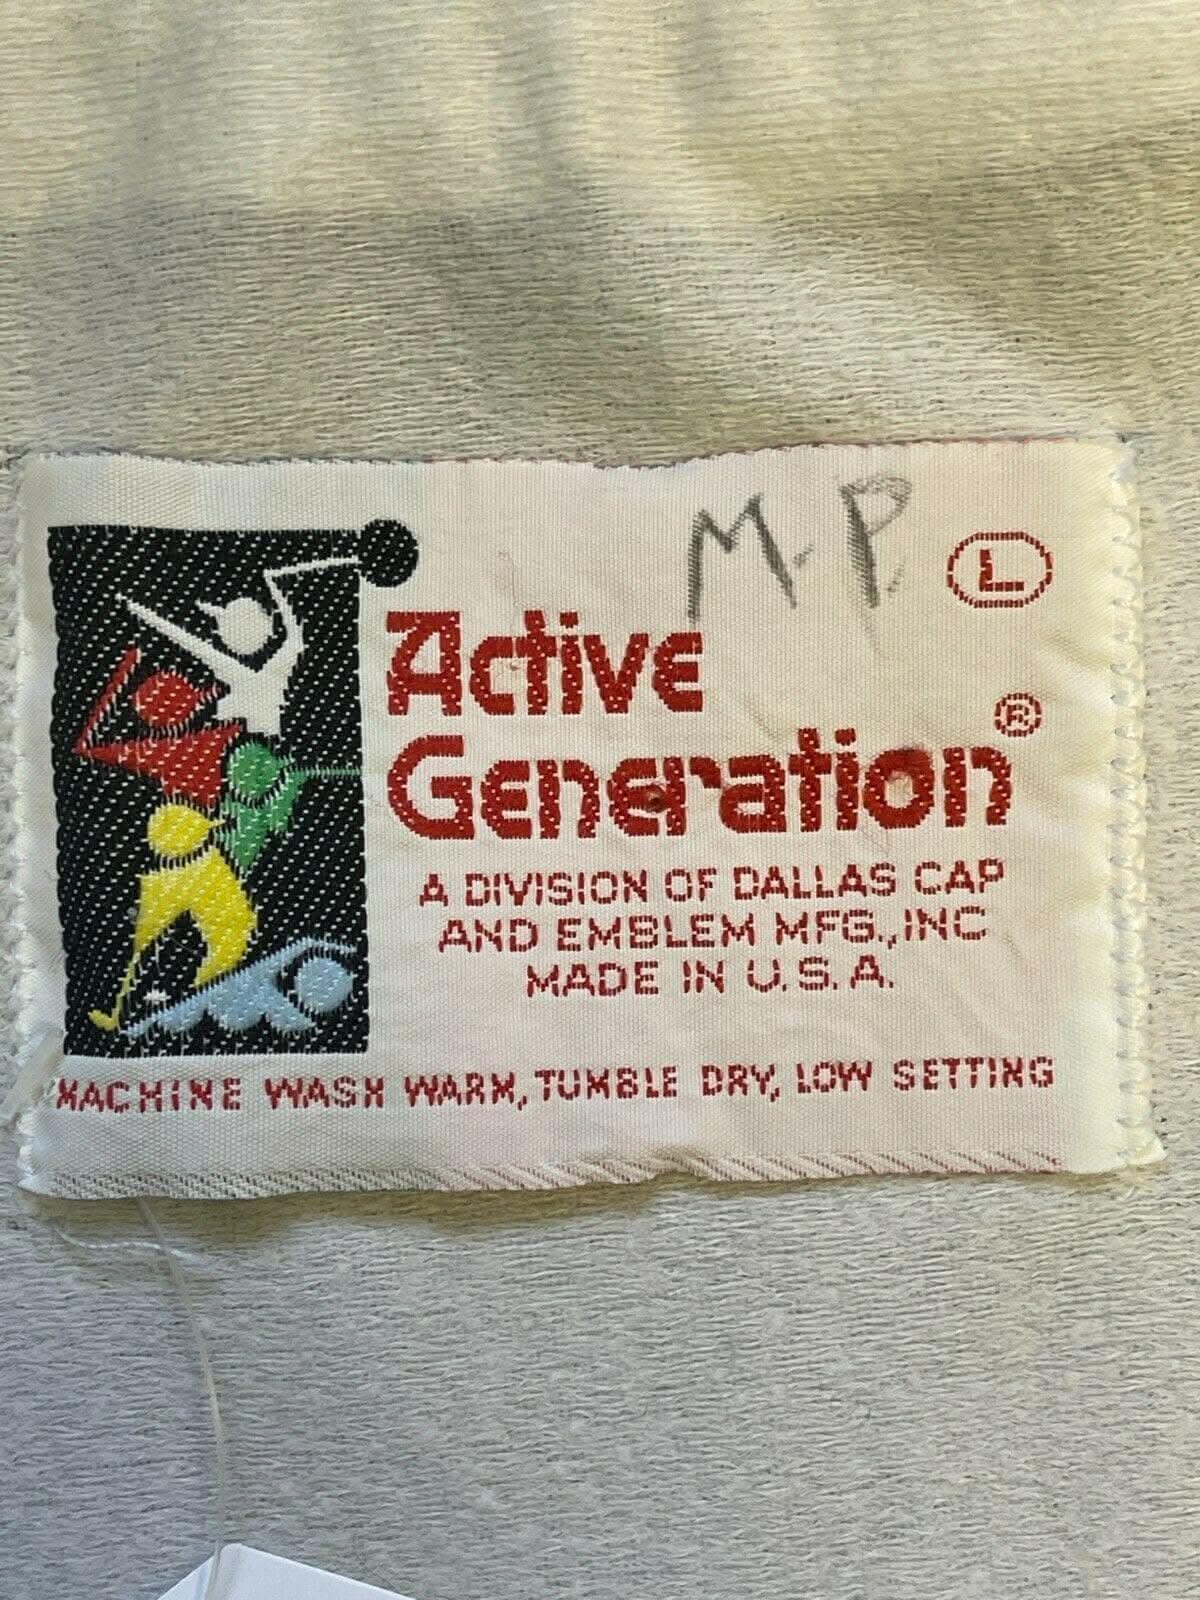 M.P.
L
Active
Generation®
A DIVISION OF DALLAS CAP
AND EMBLEM MFG., INC
MADE IN U.S.A.
MACHINE WASH WARM, TUMBLE DRY, LOW SETTING